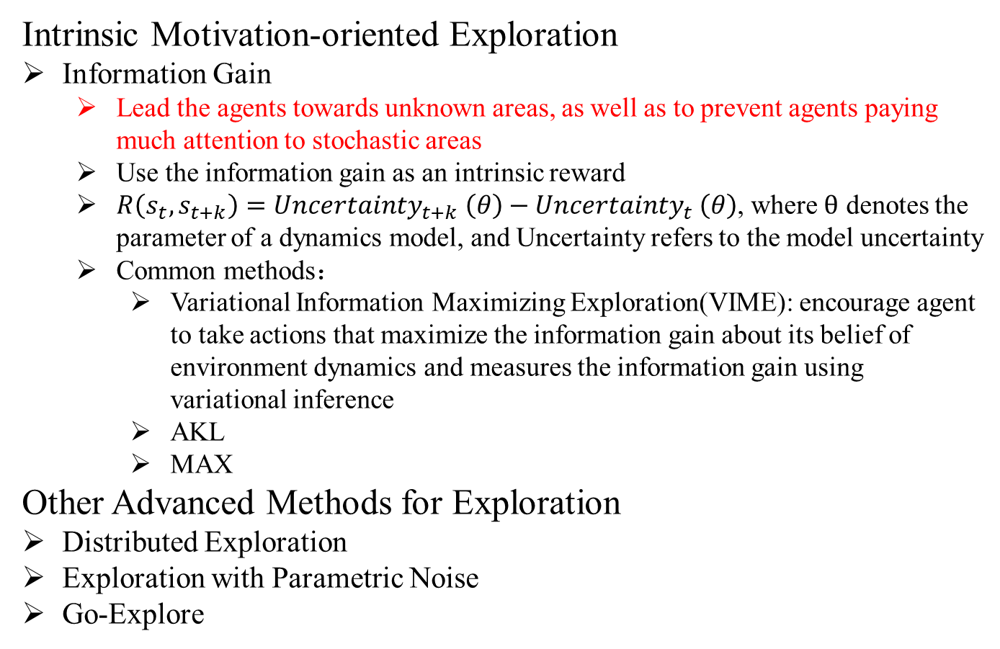 Intrinsic Motivation-oriented Exploration
➢ Information Gain
➢ Lead the agents towards unknown areas, as well as to prevent agents paying
much attention to stochastic areas
➢ Use the information gain as an intrinsic reward
➢ R(s_t, s_{t+k}) = Uncertainty_{t+k} (θ) − Uncertainty_t (θ), where θ denotes the
parameter of a dynamics model, and Uncertainty refers to the model uncertainty
➢ Common methods：
➢ Variational Information Maximizing Exploration(VIME): encourage agent
to take actions that maximize the information gain about its belief of
environment dynamics and measures the information gain using
variational inference
➢ AKL
➢ MAX
Other Advanced Methods for Exploration
➢ Distributed Exploration
➢ Exploration with Parametric Noise
➢ Go-Explore